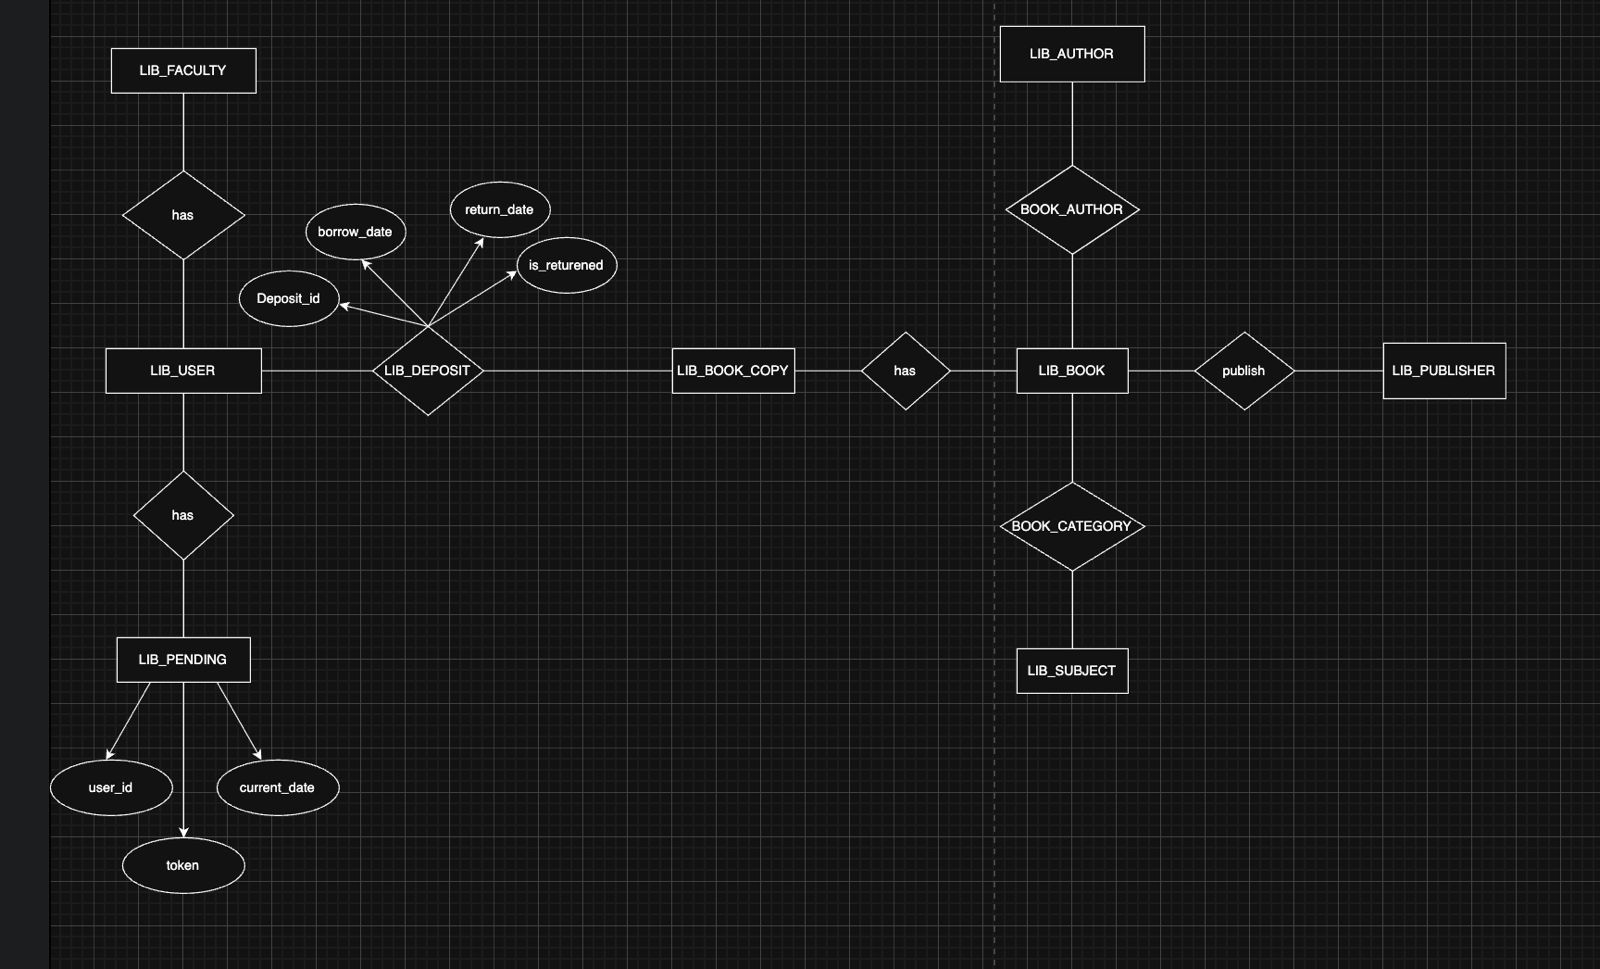 LIB_FACULTY
LIB_AUTHOR
has
borrow_date
return_date
BOOK_AUTHOR
is_returened
Deposit_id
LIB_USER
LIB_DEPOSIT
LIB_BOOK_COPY
has
LIB_BOOK
publish
LIB_PUBLISHER
has
BOOK_CATEGORY
LIB_PENDING
LIB_SUBJECT
user_id
current_date
token